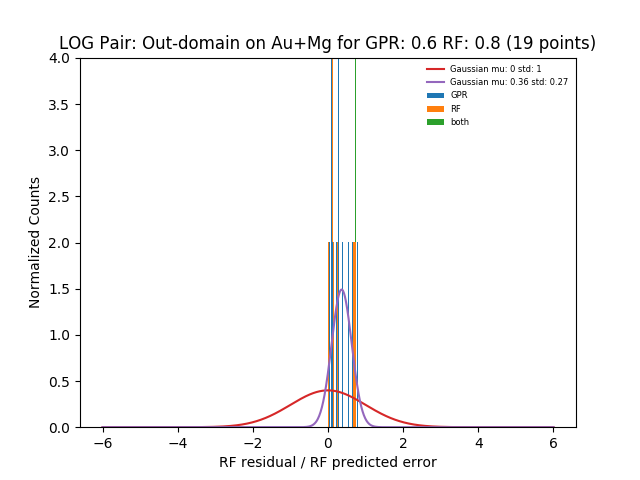 LOG Pair: Out-domain on Au+Mg for GPR: 0.6 RF: 0.8 (19 points)
Gaussian mu: 0 std: 1
Gaussian mu: 0.36 std: 0.27
GPR
RF
both
Normalized Counts
4.0
3.5
3.0
2.5
2.0
1.5
1.0
0.5
0.0
−6 −4 −2 0 2 4 6
RF residual / RF predicted error